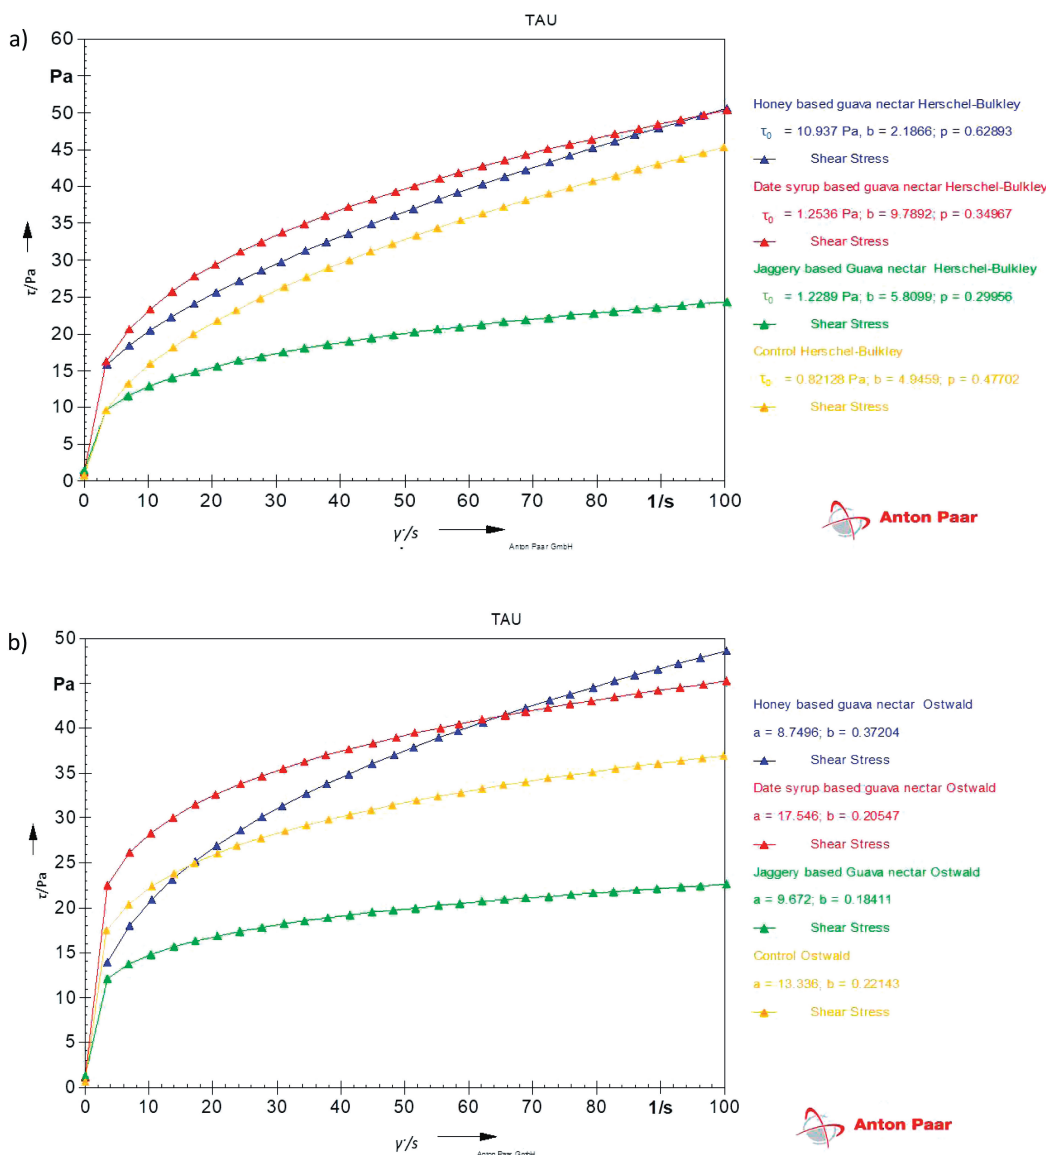 TAU
a)
60
Pa
50
45
40
35
30
25
20
15
10
5
0
τ/Pa
0 10 20 30 40 50 60 70 80 1/s 100
γ̇/s
Anton Paar GmbH
Honey based guava nectar Herschel-Bulkley
τ0 = 10.937 Pa, b = 2.1866; p = 0.62893
Shear Stress
Date syrup based guava nectar Herschel-Bulkley
τ0 = 1.2536 Pa; b = 9.7892; p = 0.34967
Shear Stress
Jaggery based Guava nectar Herschel-Bulkley
τ0 = 1.2289 Pa; b = 5.8099; p = 0.29956
Shear Stress
Control Herschel-Bulkley
τ0 = 0.82128 Pa; b = 4.9459; p = 0.47702
Shear Stress
Anton Paar
TAU
b)
50
Pa
40
35
30
25
20
15
10
5
0
τ/Pa
0 10 20 30 40 50 60 70 80 1/s 100
γ̇/s
Anton Paar GmbH
Honey based guava nectar Ostwald
a = 8.7496; b = 0.37204
Shear Stress
Date syrup based guava nectar Ostwald
a = 17.546; b = 0.20547
Shear Stress
Jaggery based Guava nectar Ostwald
a = 9.672; b = 0.18411
Shear Stress
Control Ostwald
a = 13.336; b = 0.22143
Shear Stress
Anton Paar